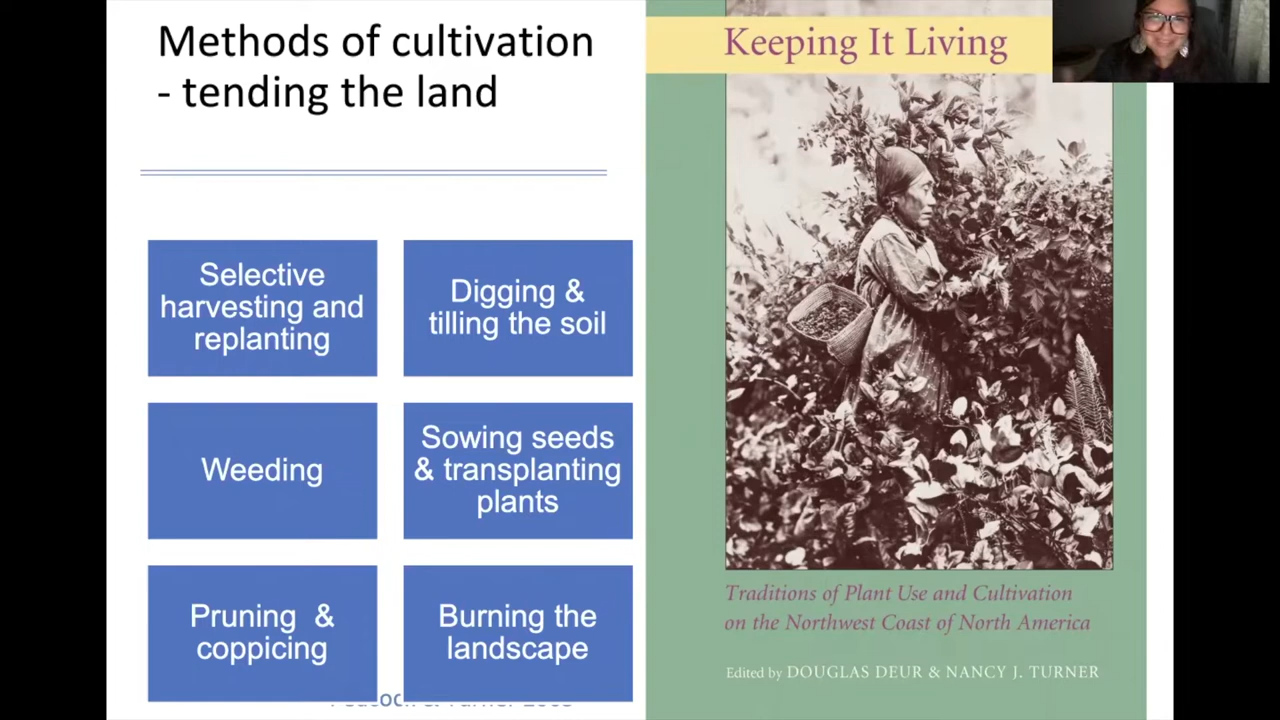 Methods of cultivation
- tending the land
Selective
harvesting and
replanting
Digging &
tilling the soil
Weeding
Sowing seeds
& transplanting
plants
Pruning &
coppicing
Burning the
landscape
Keeping It Living
Traditions of Plant Use and Cultivation
on the Northwest Coast of North America
Edited by DOUGLAS DEUR & NANCY J. TURNER